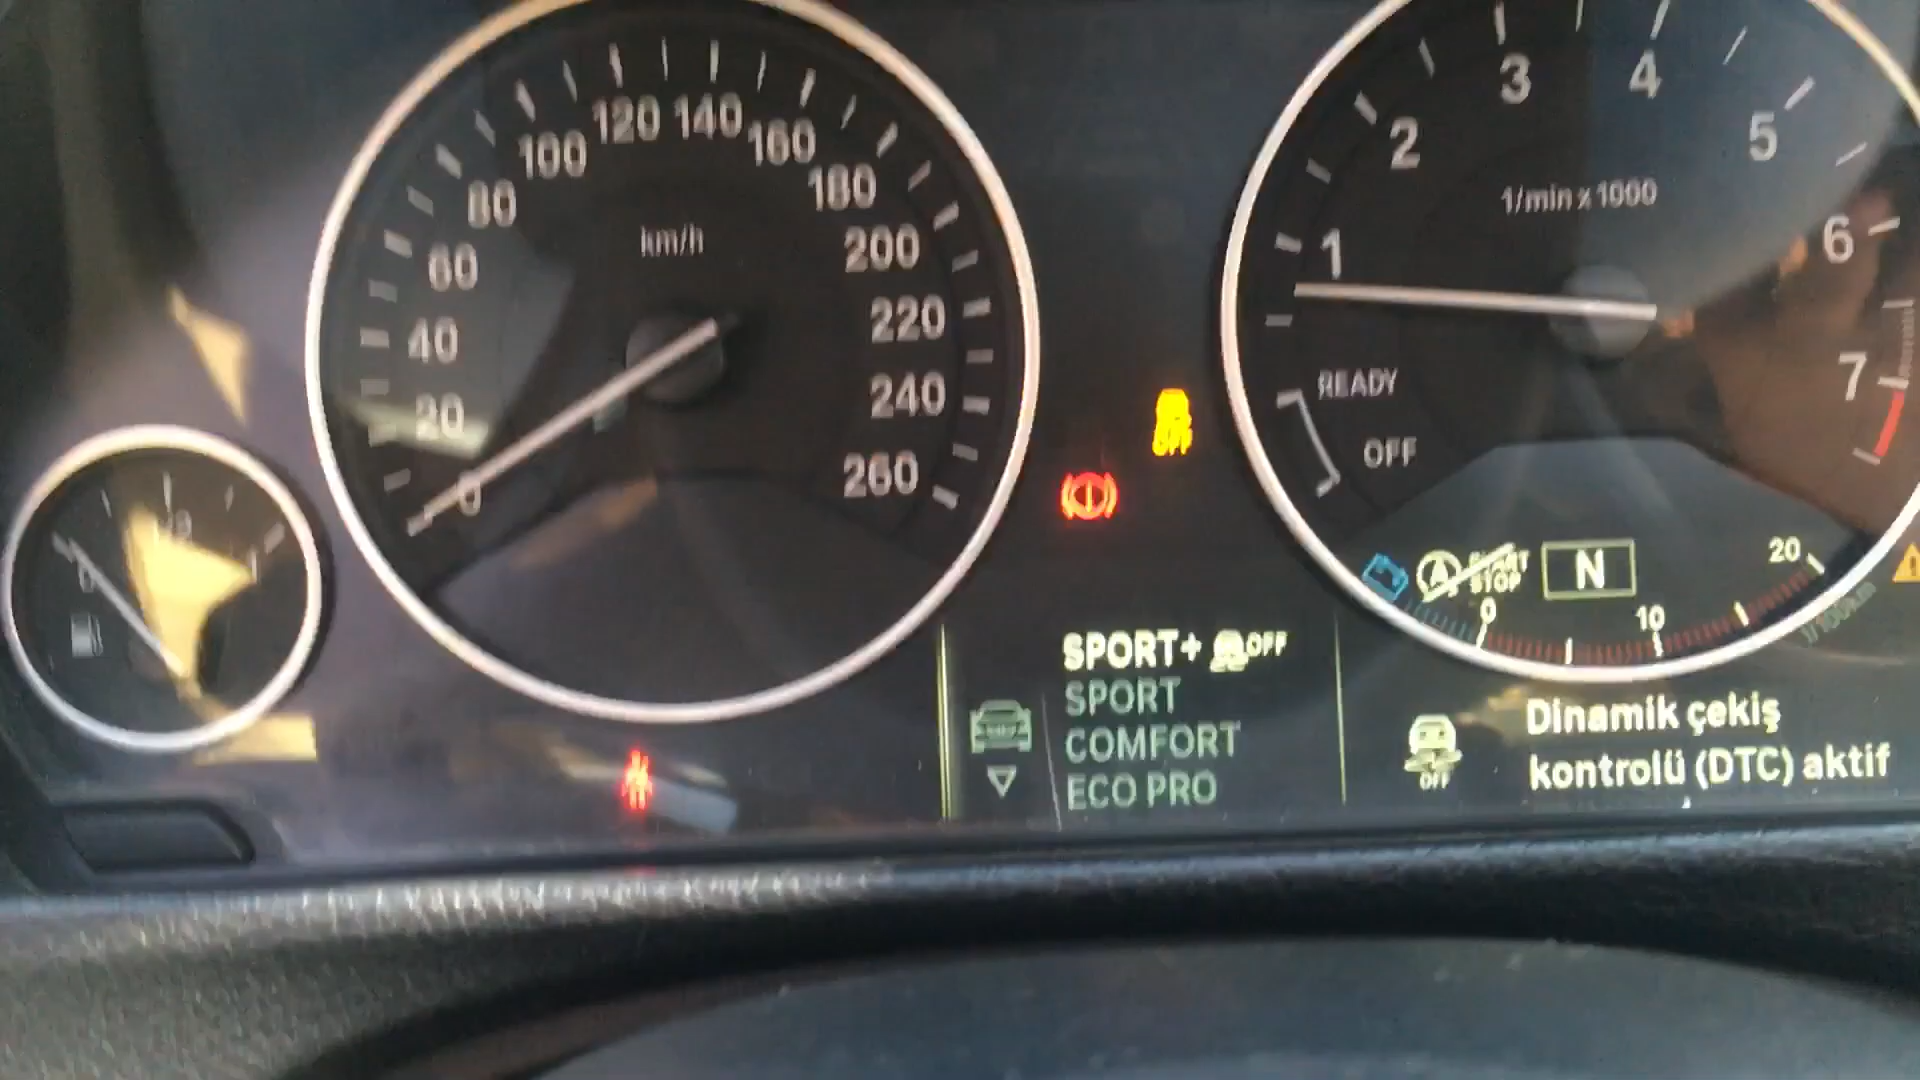 0
20
40
60
80
100
120
140
160
180
200
220
240
260
km/h
1
2
3
4
5
6
7
1/min x 1000
READY
OFF
OFF
START
STOP
N
0
10
20
SPORT+ OFF
SPORT
COMFORT
ECO PRO
OFF
Dinamik çekiş
kontrolü (DTC) aktif